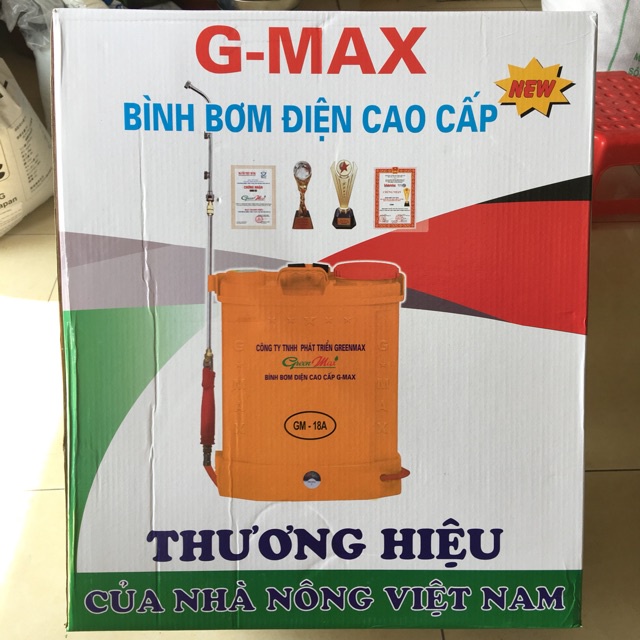 G-MAX
NEW
BÌNH BƠM ĐIỆN CAO CẤP
CÔNG TY TNHH PHÁT TRIỂN GREENMAX
GreenMax
BÌNH BƠM ĐIỆN CAO CẤP G-MAX
GM - 18A
THƯƠNG HIỆU
CỦA NHÀ NÔNG VIỆT NAM